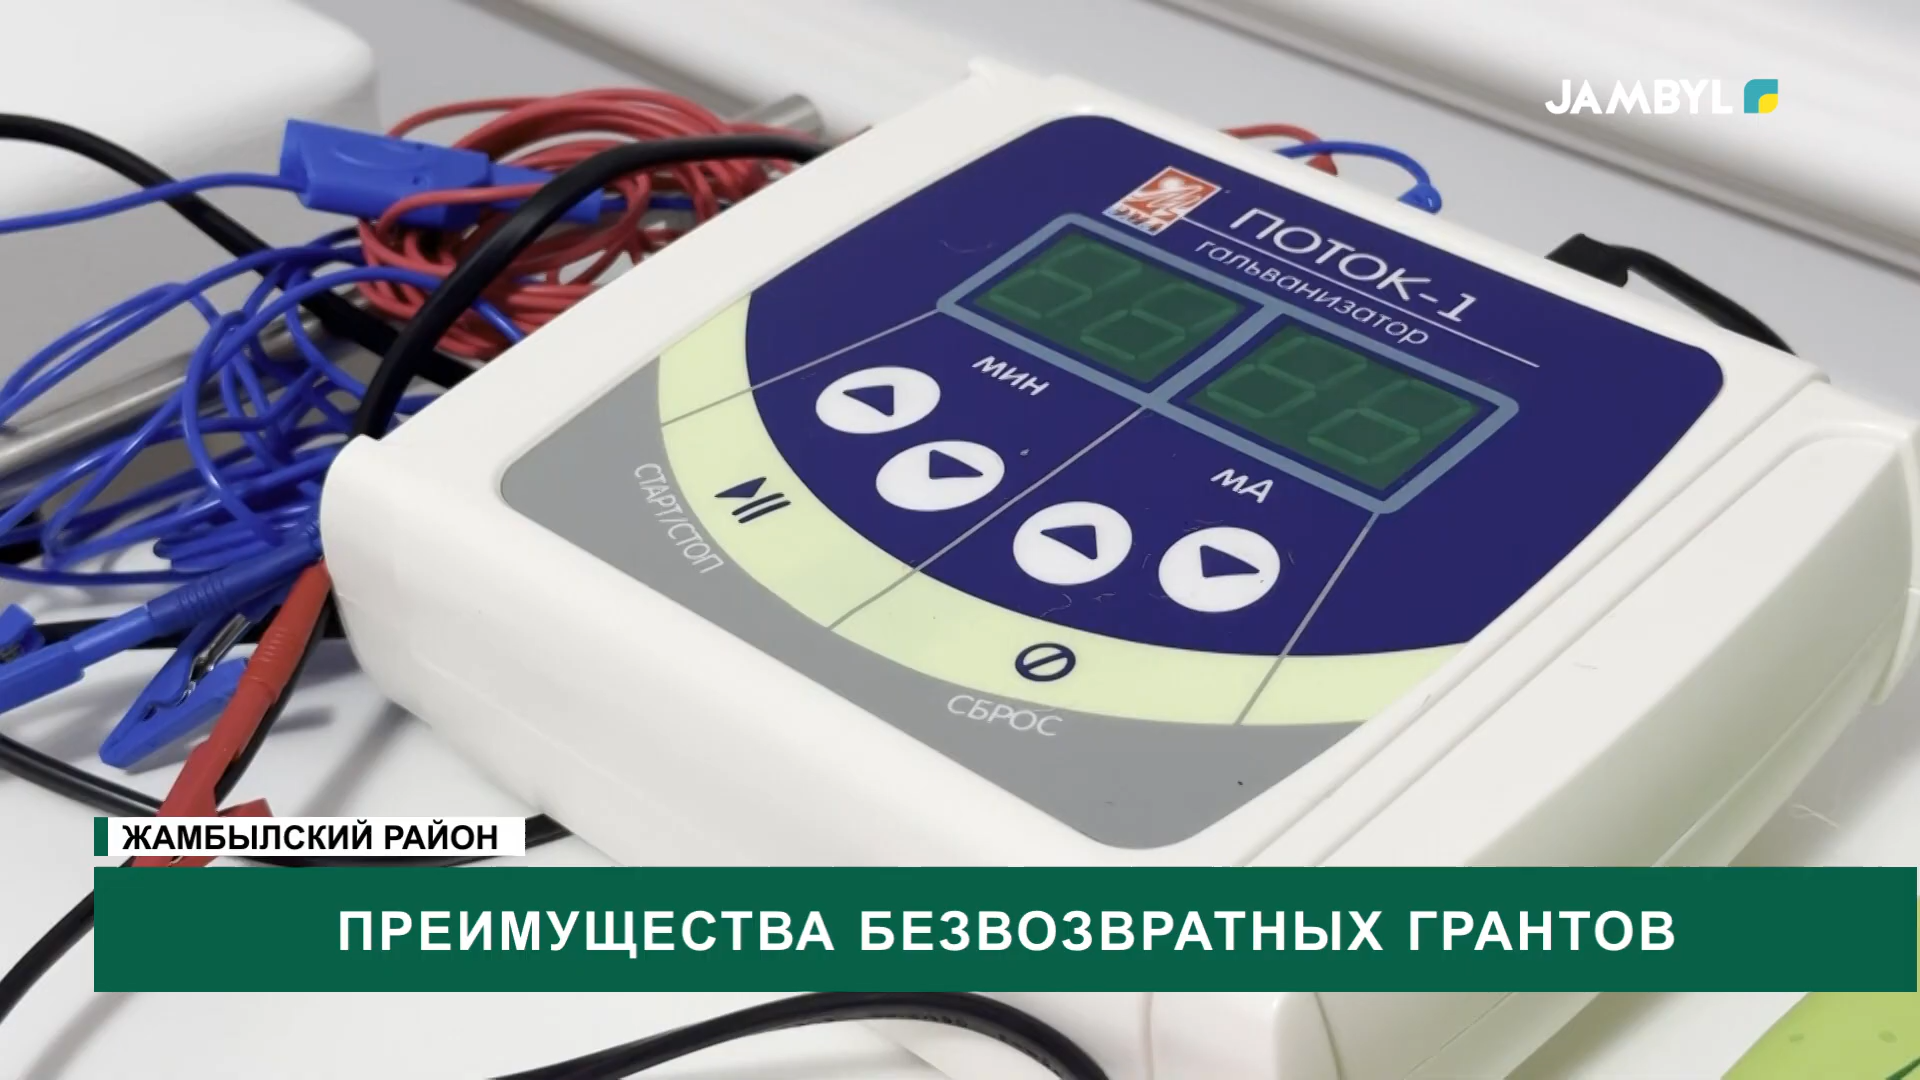 JAMBYL
ПОТОК-1
гальванизатор
МИН
МА
СТАРТ/СТОП
СБРОС
ЖАМБЫЛСКИЙ РАЙОН
ПРЕИМУЩЕСТВА БЕЗВОЗВРАТНЫХ ГРАНТОВ